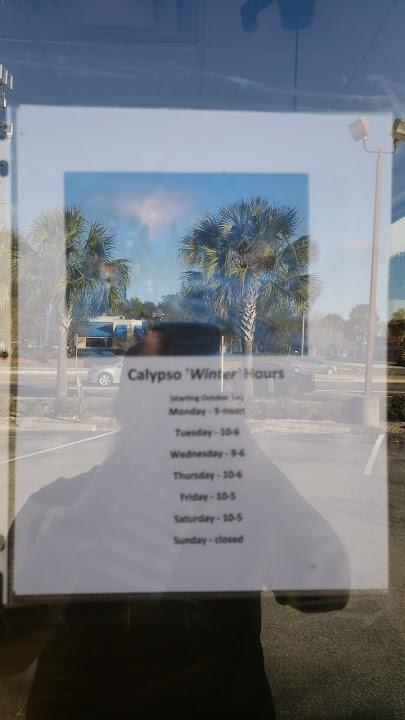 Calypso 'Winter' Hours
(starting October 1st)
Monday - 9-noon
Tuesday - 10-6
Wednesday - 9-6
Thursday - 10-6
Friday - 10-5
Saturday - 10-5
Sunday - closed